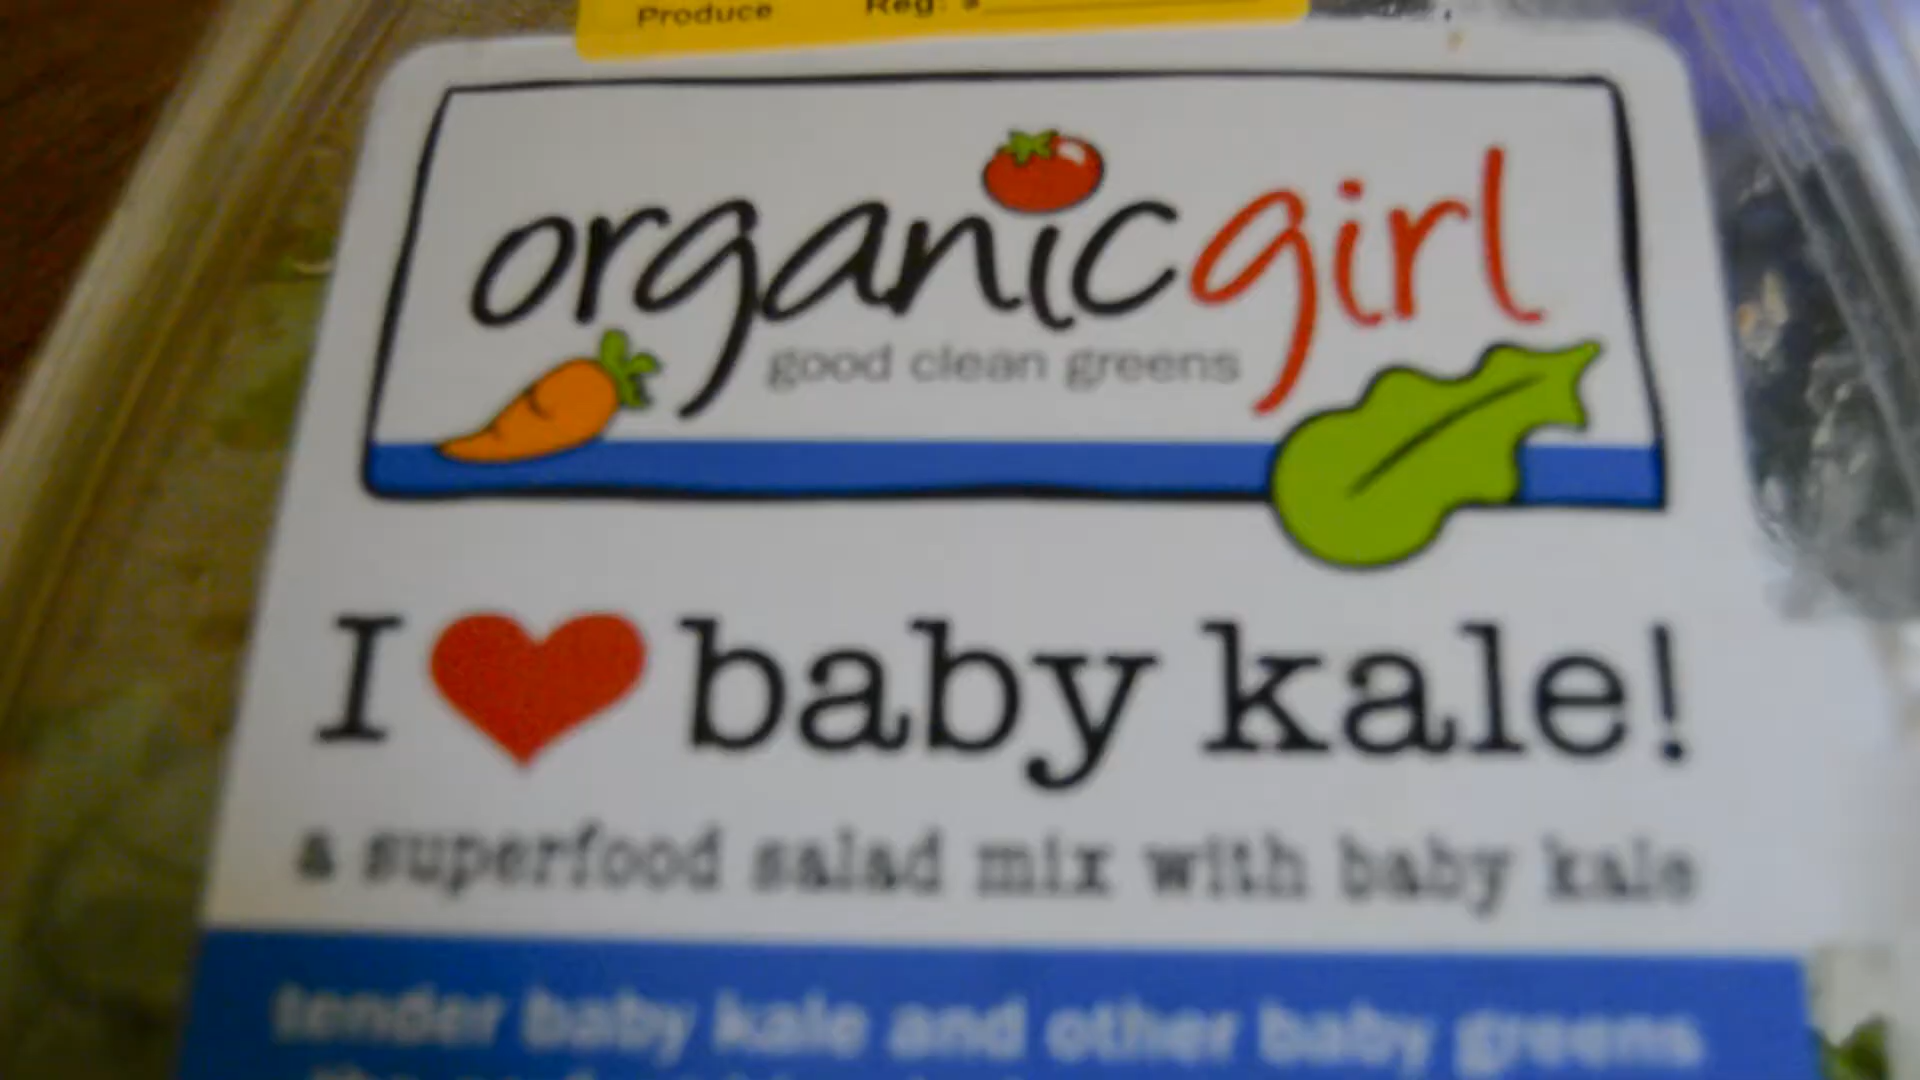 Produce Reg: $
organicgirl
good clean greens
I ❤ baby kale!
a superfood salad mix with baby kale
tender baby kale and other baby greens